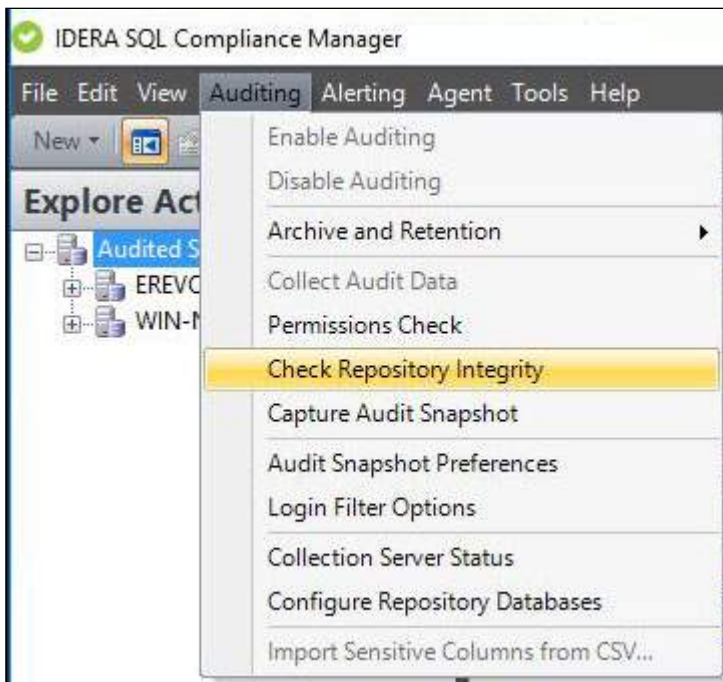 IDERA SQL Compliance Manager
File Edit View Auditing Alerting Agent Tools Help
New
Enable Auditing
Disable Auditing
Explore Act
Archive and Retention
Audited S
Collect Audit Data
EREVO
Permissions Check
WIN-N
Check Repository Integrity
Capture Audit Snapshot
Audit Snapshot Preferences
Login Filter Options
Collection Server Status
Configure Repository Databases
Import Sensitive Columns from CSV...